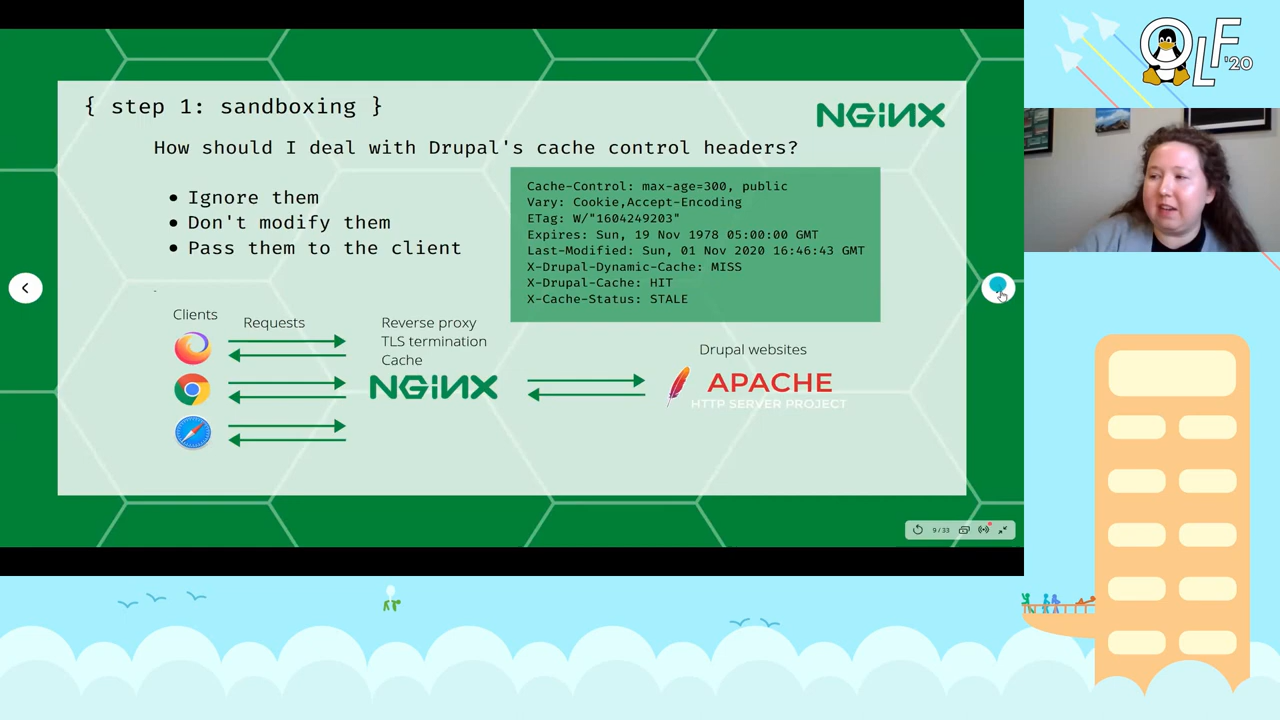 { step 1: sandboxing }
NGINX
How should I deal with Drupal's cache control headers?
• Ignore them
• Don't modify them
• Pass them to the client
Cache-Control: max-age=300, public
Vary: Cookie,Accept-Encoding
ETag: W/"1604249203"
Expires: Sun, 19 Nov 1978 05:00:00 GMT
Last-Modified: Sun, 01 Nov 2020 16:46:43 GMT
X-Drupal-Dynamic-Cache: MISS
X-Drupal-Cache: HIT
X-Cache-Status: STALE
Clients
Requests
Reverse proxy
TLS termination
Cache
NGINX
Drupal websites
APACHE
HTTP SERVER PROJECT
9 / 33
OLF '20